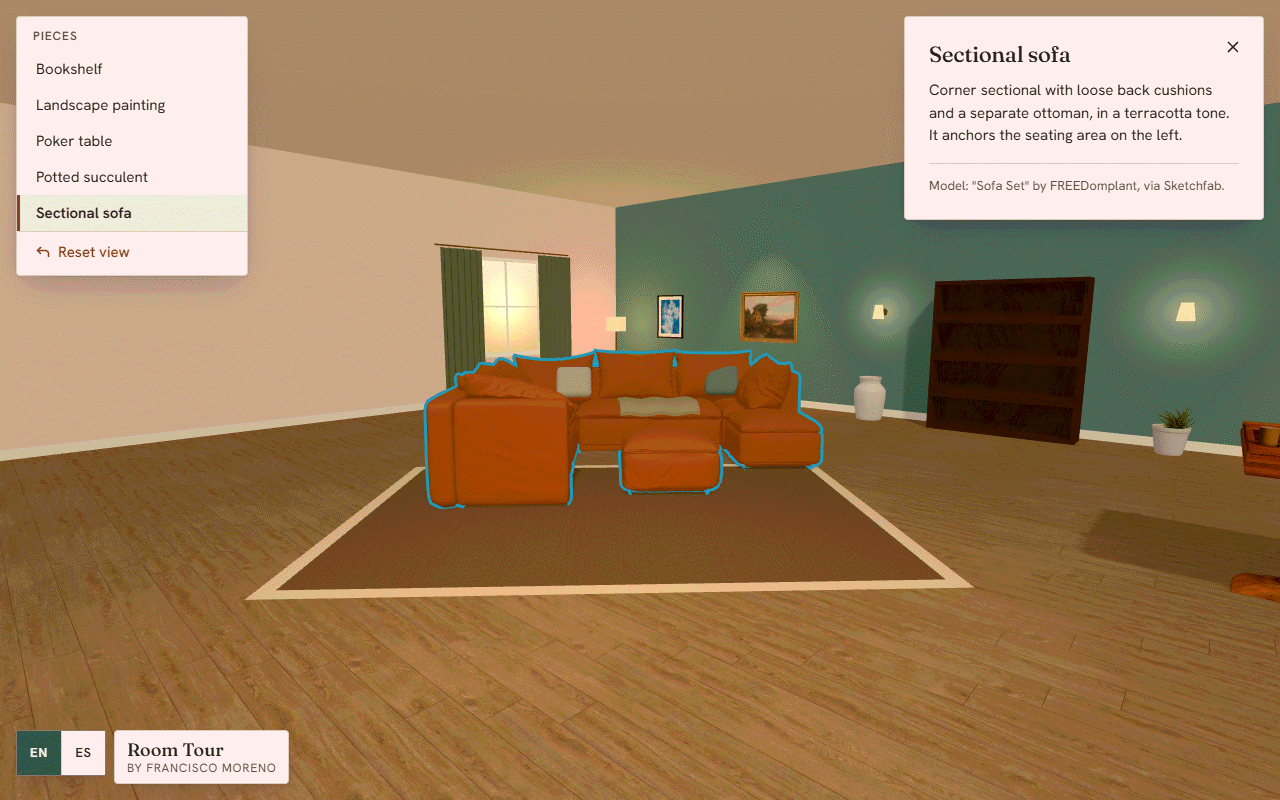 PIECES
Bookshelf
Landscape painting
Poker table
Potted succulent
Sectional sofa
Reset view
Sectional sofa
Corner sectional with loose back cushions
and a separate ottoman, in a terracotta tone.
It anchors the seating area on the left.
Model: "Sofa Set" by FREEDomplant, via Sketchfab.
EN ES
Room Tour
BY FRANCISCO MORENO